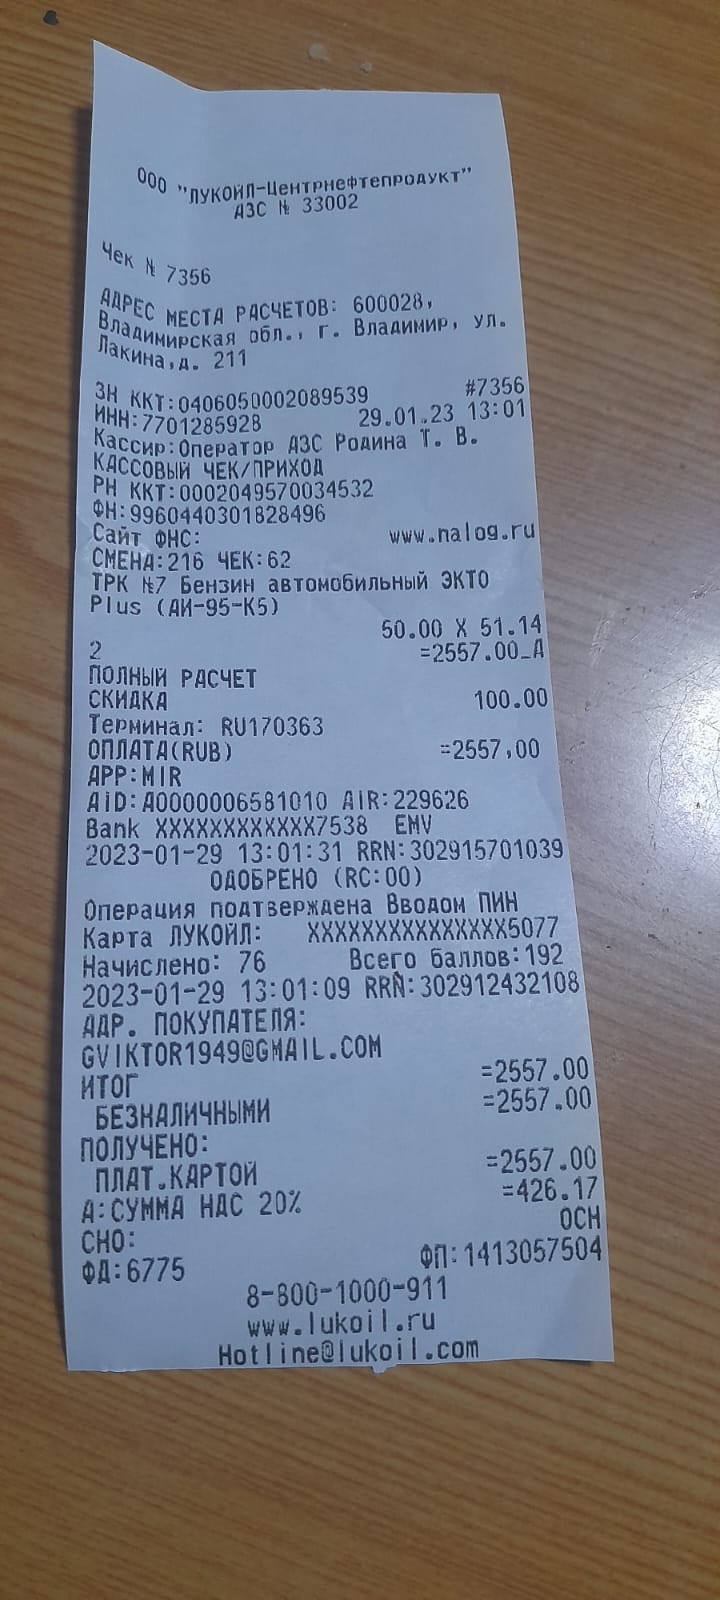 ООО "ЛУКОЙЛ-Центрнефтепродукт"
АЗС № 33002
Чек № 7356
АДРЕС МЕСТА РАСЧЕТОВ: 600028,
Владимирская обл., г. Владимир, ул.
Лакина,д. 211
ЗН ККТ:0406050002089539 #7356
ИНН:7701285928 29.01.23 13:01
Кассир:Оператор АЗС Родина Т. В.
КАССОВЫЙ ЧЕК/ПРИХОД
РН ККТ:0002049570034532
ФН:9960440301828496
Сайт ФНС: www.nalog.ru
СМЕНА:216 ЧЕК:62
ТРК №7 Бензин автомобильный ЭКТО
Plus (АИ-95-К5)
50.00 X 51.14
2 =2557.00_А
ПОЛНЫЙ РАСЧЕТ
СКИДКА 100.00
Терминал: RU170363
ОПЛАТА(RUB) =2557,00
APP:MIR
AiD:A0000006581010 AIR:229626
Bank XXXXXXXXXXXX7538 EMV
2023-01-29 13:01:31 RRN:302915701039
ОДОБРЕНО (RC:00)
Операция подтверждена Вводом ПИН
Карта ЛУКОЙЛ: XXXXXXXXXXXXXXX5077
Начислено: 76 Всего баллов:192
2023-01-29 13:01:09 RRN:302912432108
АДР. ПОКУПАТЕЛЯ:
GVIKTOR1949@GMAIL.COM
ИТОГ =2557.00
БЕЗНАЛИЧНЫМИ =2557.00
ПОЛУЧЕНО:
ПЛАТ.КАРТОЙ =2557.00
А:СУММА НДС 20% =426.17
СНО: ОСН
ФД:6775 ФП:1413057504
8-800-1000-911
www.lukoil.ru
Hotline@lukoil.com